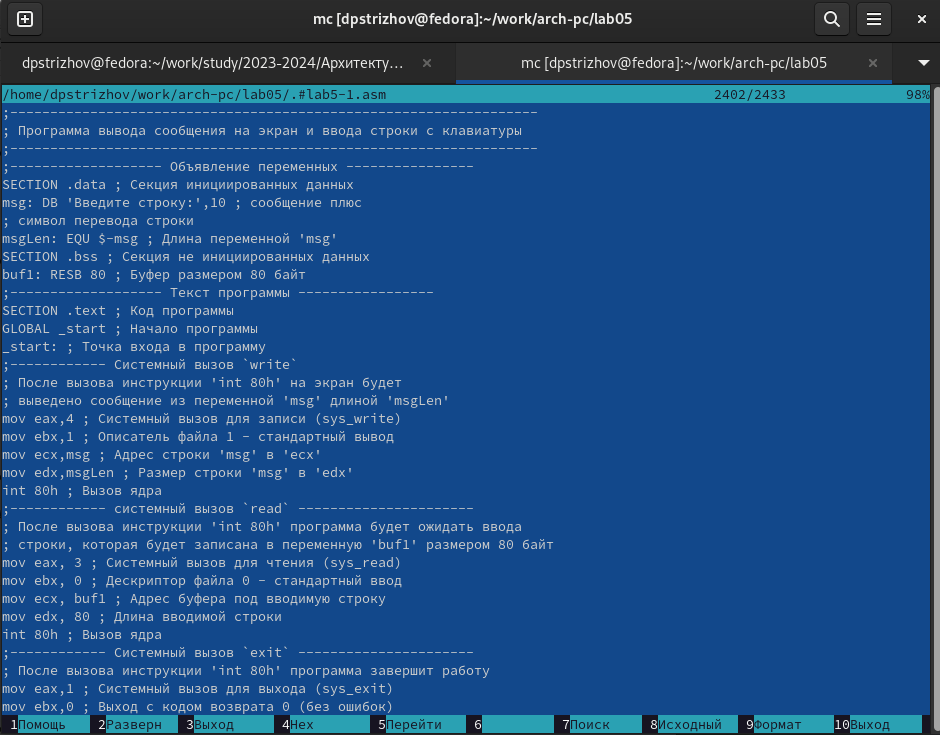 mc [dpstrizhov@fedora]:~/work/arch-pc/lab05
dpstrizhov@fedora:~/work/study/2023-2024/Архитекту...
mc [dpstrizhov@fedora]:~/work/arch-pc/lab05
/home/dpstrizhov/work/arch-pc/lab05/.#lab5-1.asm 2402/2433 98%
;------------------------------------------------------------------
; Программа вывода сообщения на экран и ввода строки с клавиатуры
;------------------------------------------------------------------
;------------------- Объявление переменных ----------------
SECTION .data ; Секция инициированных данных
msg: DB 'Введите строку:',10 ; сообщение плюс
; символ перевода строки
msgLen: EQU $-msg ; Длина переменной 'msg'
SECTION .bss ; Секция не инициированных данных
buf1: RESB 80 ; Буфер размером 80 байт
;------------------- Текст программы -----------------
SECTION .text ; Код программы
GLOBAL _start ; Начало программы
_start: ; Точка входа в программу
;------------ Системный вызов `write`
; После вызова инструкции 'int 80h' на экран будет
; выведено сообщение из переменной 'msg' длиной 'msgLen'
mov eax,4 ; Системный вызов для записи (sys_write)
mov ebx,1 ; Описатель файла 1 - стандартный вывод
mov ecx,msg ; Адрес строки 'msg' в 'ecx'
mov edx,msgLen ; Размер строки 'msg' в 'edx'
int 80h ; Вызов ядра
;------------ системный вызов `read` ----------------------
; После вызова инструкции 'int 80h' программа будет ожидать ввода
; строки, которая будет записана в переменную 'buf1' размером 80 байт
mov eax, 3 ; Системный вызов для чтения (sys_read)
mov ebx, 0 ; Дескриптор файла 0 - стандартный ввод
mov ecx, buf1 ; Адрес буфера под вводимую строку
mov edx, 80 ; Длина вводимой строки
int 80h ; Вызов ядра
;------------ Системный вызов `exit` ----------------------
; После вызова инструкции 'int 80h' программа завершит работу
mov eax,1 ; Системный вызов для выхода (sys_exit)
mov ebx,0 ; Выход с кодом возврата 0 (без ошибок)
1Помощь 2Разверн 3Выход 4Hex 5Перейти 6 7Поиск 8Исходный 9Формат 10Выход